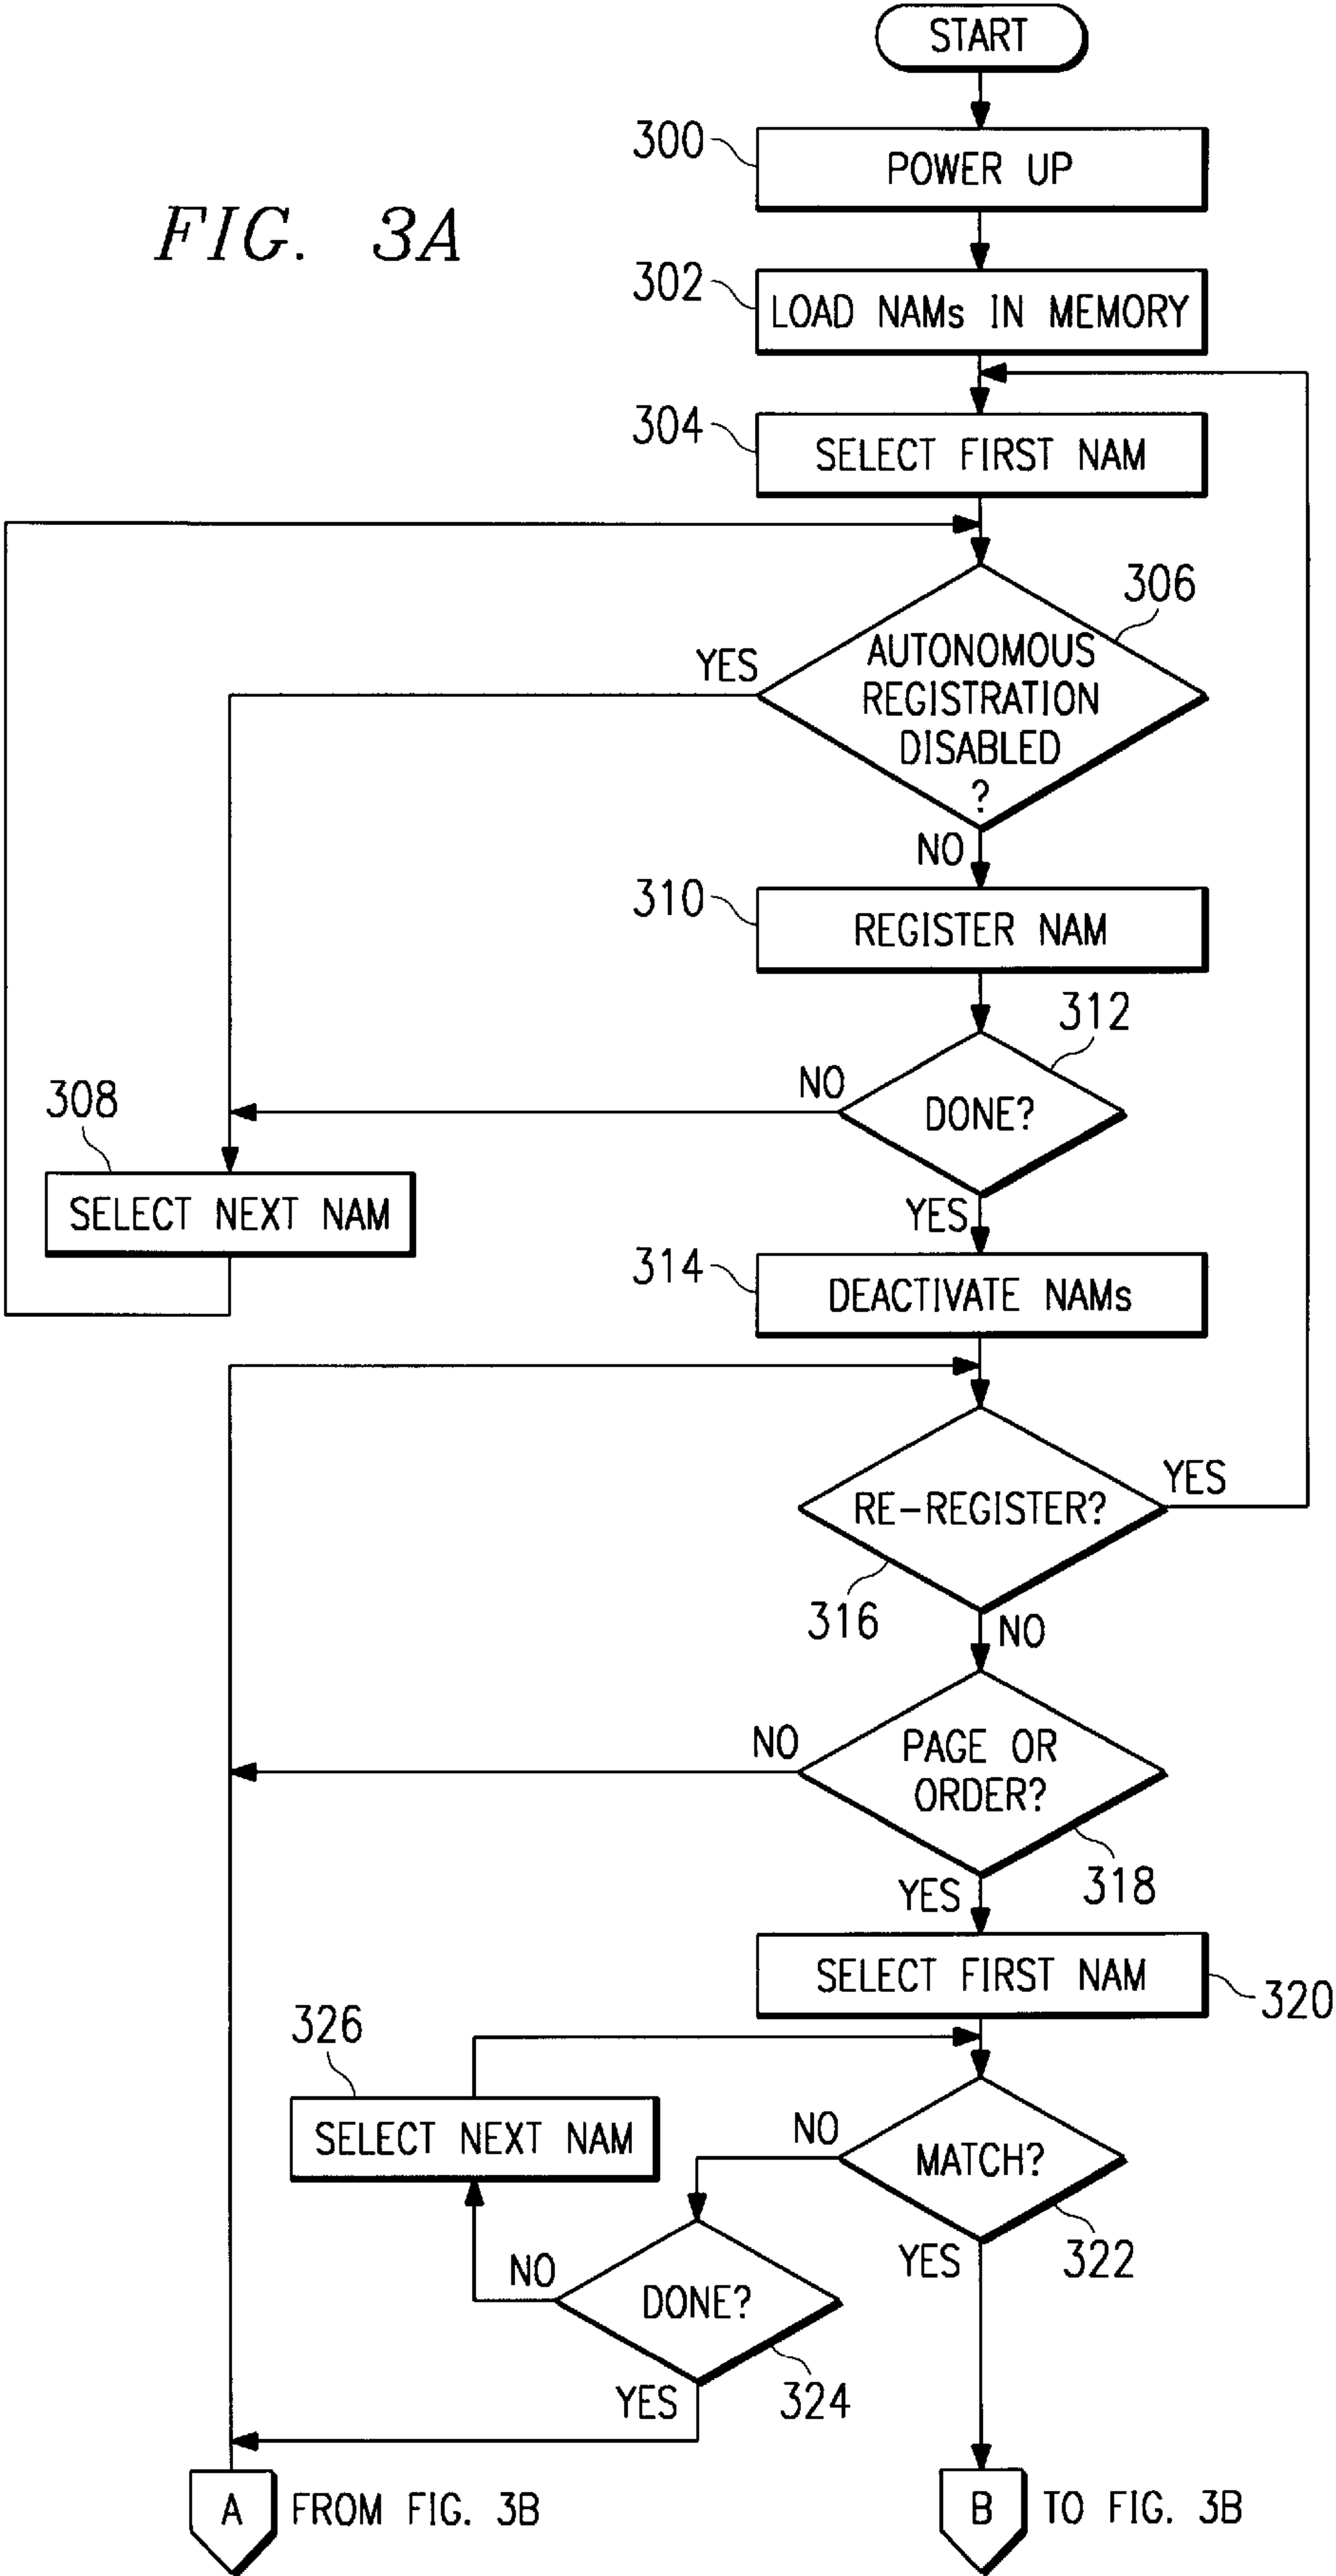 START
300
POWER UP
FIG. 3A
302
LOAD NAMs IN MEMORY
304
SELECT FIRST NAM
306
YES
AUTONOMOUS
REGISTRATION
DISABLED
?
NO
310
REGISTER NAM
312
NO
DONE?
308
SELECT NEXT NAM
YES
314
DEACTIVATE NAMs
RE-REGISTER?
YES
316
NO
NO
PAGE OR
ORDER?
318
YES
SELECT FIRST NAM
320
326
SELECT NEXT NAM
NO
MATCH?
322
YES
NO
DONE?
324
YES
A
FROM FIG. 3B
B
TO FIG. 3B